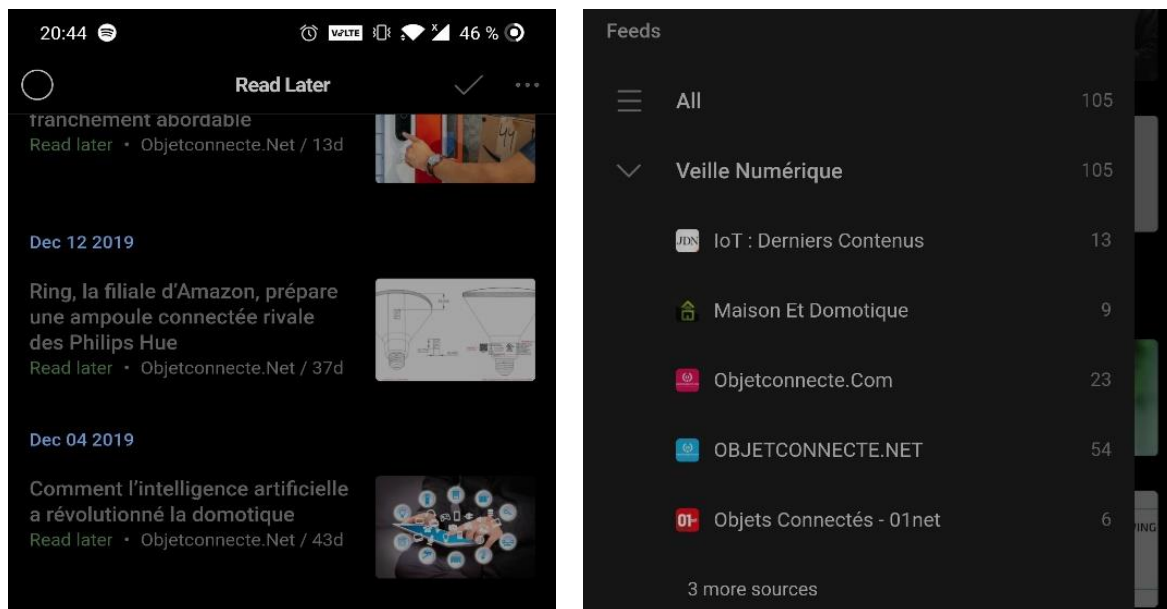 20:44
VoLTE
46 %
Read Later
franchement abordable
Read later • Objetconnecte.Net / 13d
Dec 12 2019
Ring, la filiale d'Amazon, prépare
une ampoule connectée rivale
des Philips Hue
Read later • Objetconnecte.Net / 37d
Dec 04 2019
Comment l'intelligence artificielle
a révolutionné la domotique
Read later • Objetconnecte.Net / 43d
Feeds
All 105
Veille Numérique 105
JDN IoT : Derniers Contenus 13
Maison Et Domotique 9
Objetconnecte.Com 23
OBJETCONNECTE.NET 54
01 Objets Connectés - 01net 6
3 more sources